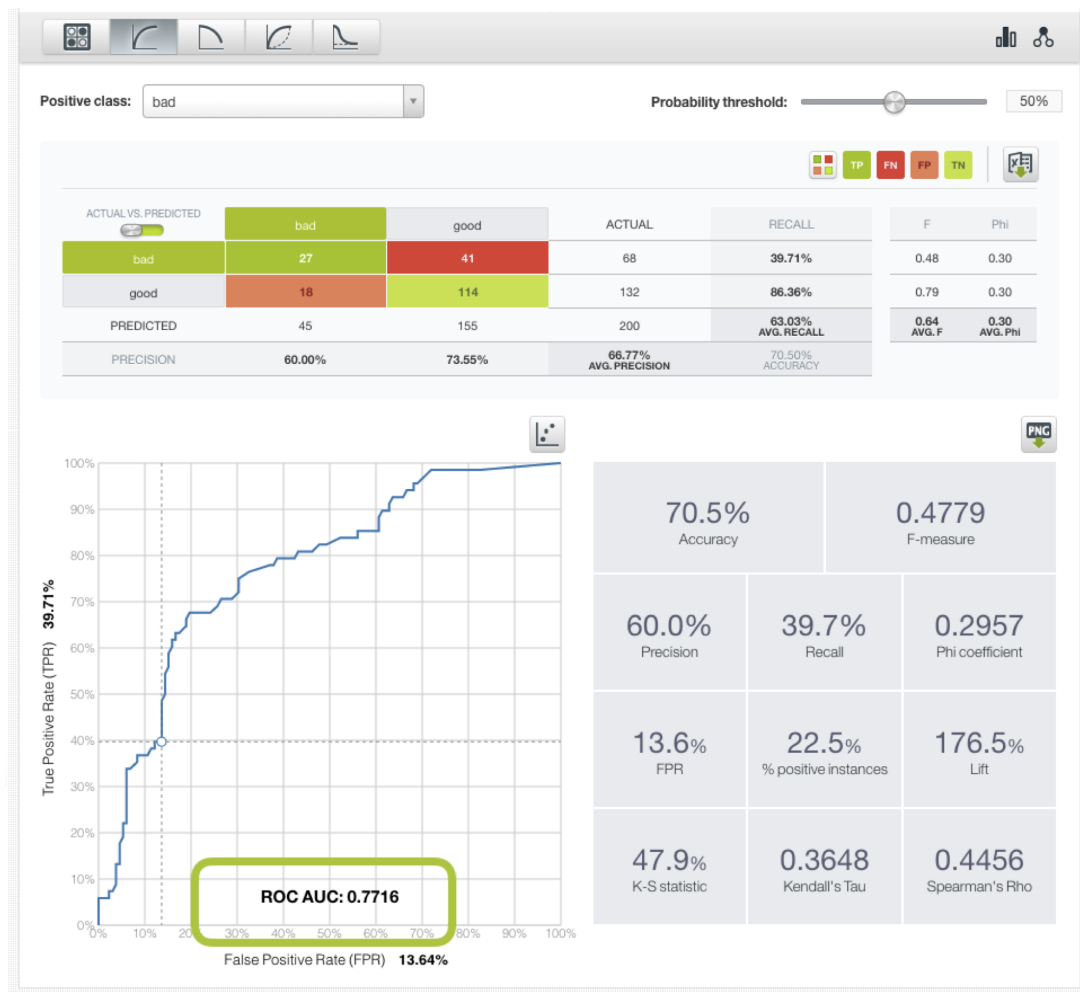 Positive class: bad
Probability threshold: 50%
TP FN FP TN
ACTUAL VS. PREDICTED bad good ACTUAL RECALL F Phi
bad 27 41 68 39.71% 0.48 0.30
good 18 114 132 86.36% 0.79 0.30
PREDICTED 45 155 200 63.03% AVG. RECALL 0.64 AVG. F 0.30 AVG. Phi
PRECISION 60.00% 73.55% 66.77% AVG. PRECISION 70.50% ACCURACY
PNG
100%
90%
80%
70%
60%
50%
40%
30%
20%
10%
0%
True Positive Rate (TPR) 39.71%
ROC AUC: 0.7716
0% 10% 20 30% 40% 50% 60% 70% 80% 90% 100%
False Positive Rate (FPR) 13.64%
70.5% 0.4779
Accuracy F-measure
60.0% 39.7% 0.2957
Precision Recall Phi coefficient
13.6% 22.5% 176.5%
FPR % positive instances Lift
47.9% 0.3648 0.4456
K-S statistic Kendall's Tau Spearman's Rho